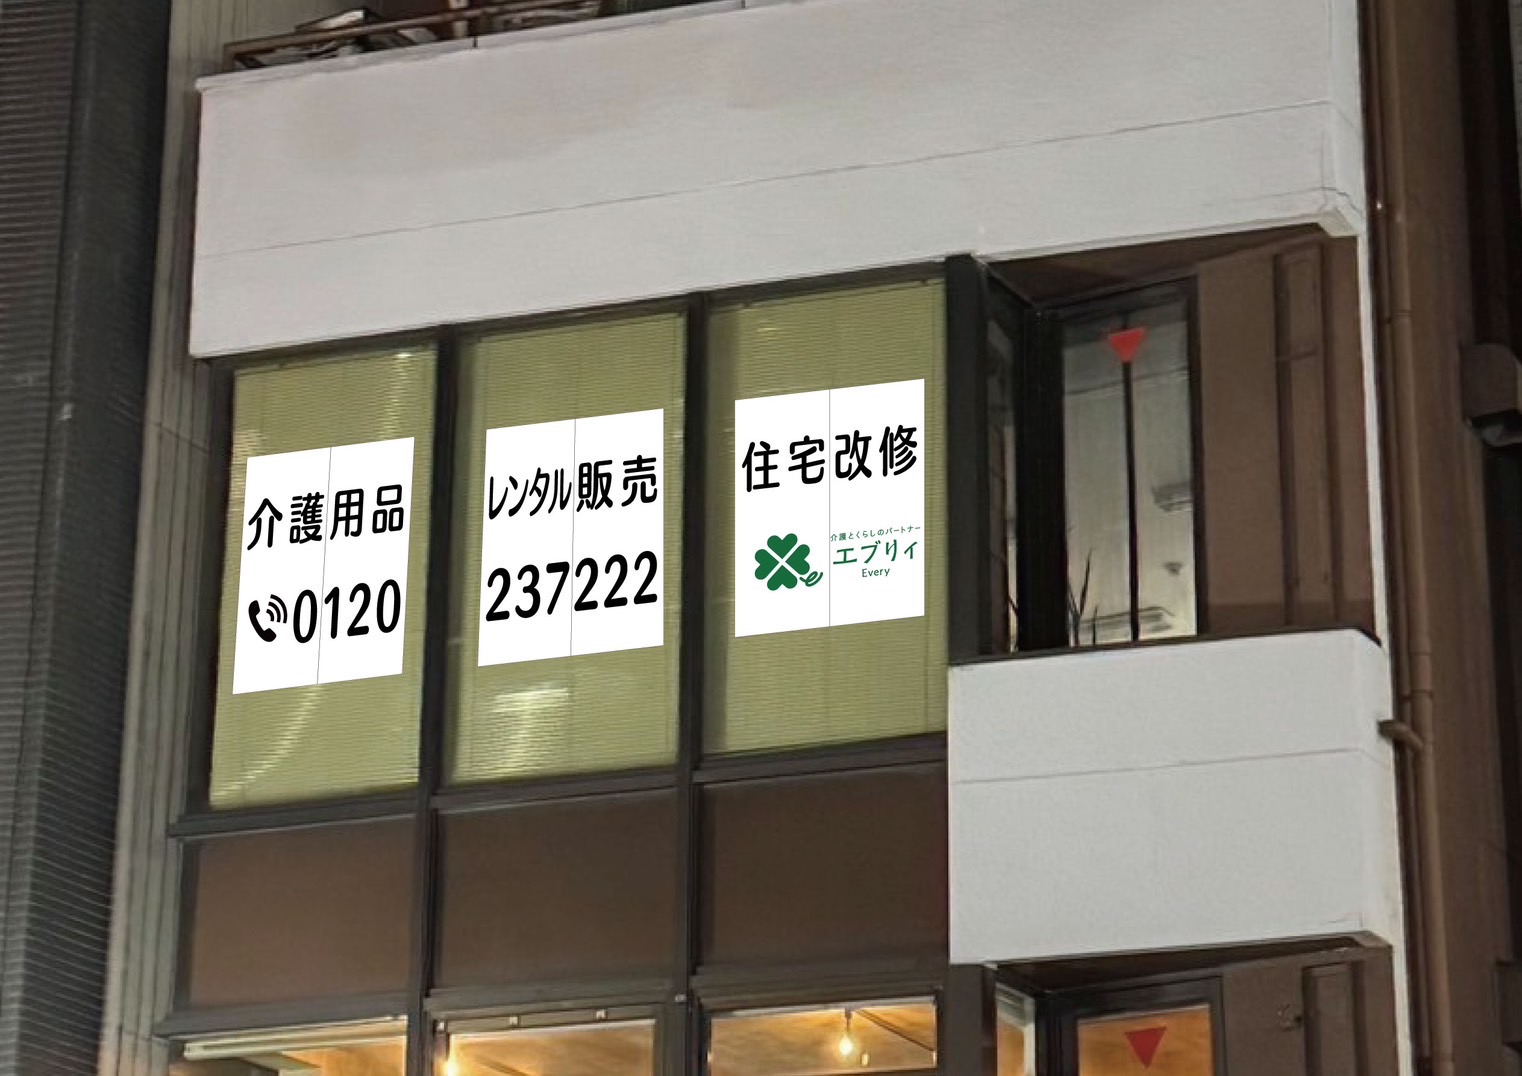 介護用品
0120
レンタル販売
237222
住宅改修
介護とくらしのパートナー
エブリィ
Every